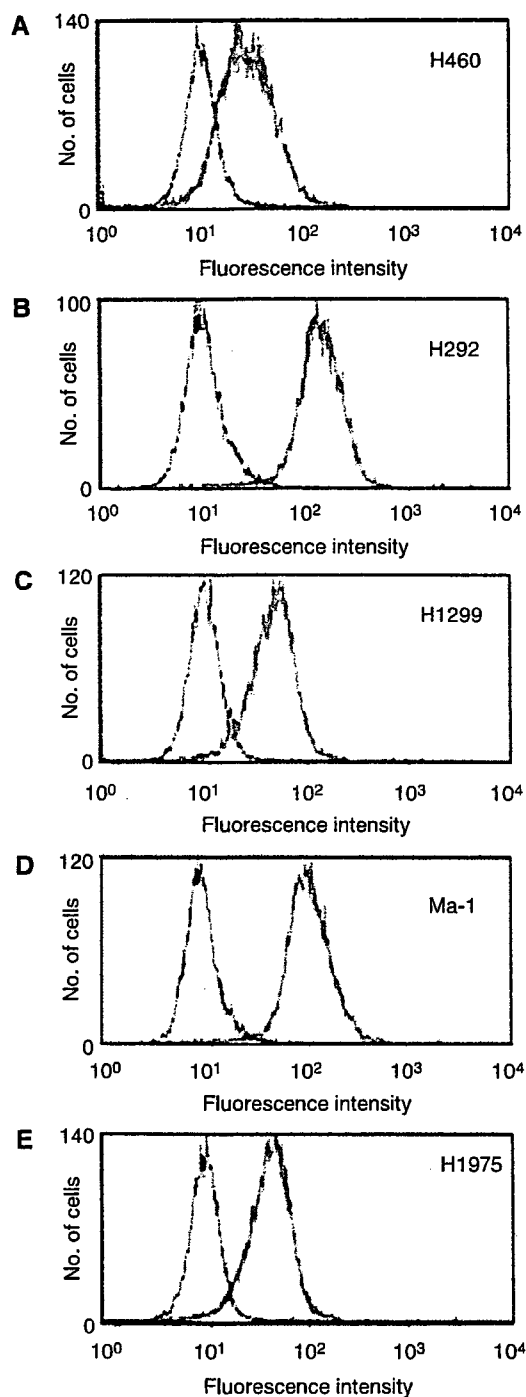 A
140
No. of cells
H460
0
10⁰ 10¹ 10² 10³ 10⁴
Fluorescence intensity
B
100
No. of cells
H292
0
10⁰ 10¹ 10² 10³ 10⁴
Fluorescence intensity
C
120
No. of cells
H1299
0
10⁰ 10¹ 10² 10³ 10⁴
Fluorescence intensity
D
120
No. of cells
Ma-1
0
10⁰ 10¹ 10² 10³ 10⁴
Fluorescence intensity
E
140
No. of cells
H1975
0
10⁰ 10¹ 10² 10³ 10⁴
Fluorescence intensity